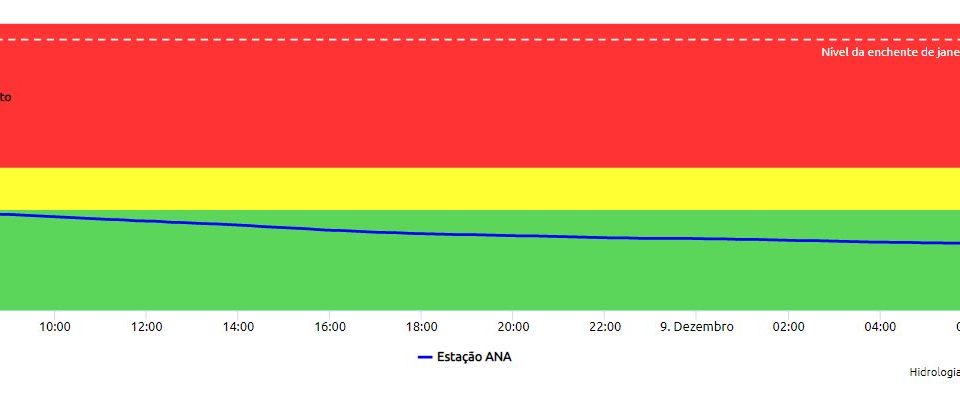 Nível da enchente de jane
to
10:00 12:00 14:00 16:00 18:00 20:00 22:00 9. Dezembro 02:00 04:00 0
Estação ANA
Hidrologia